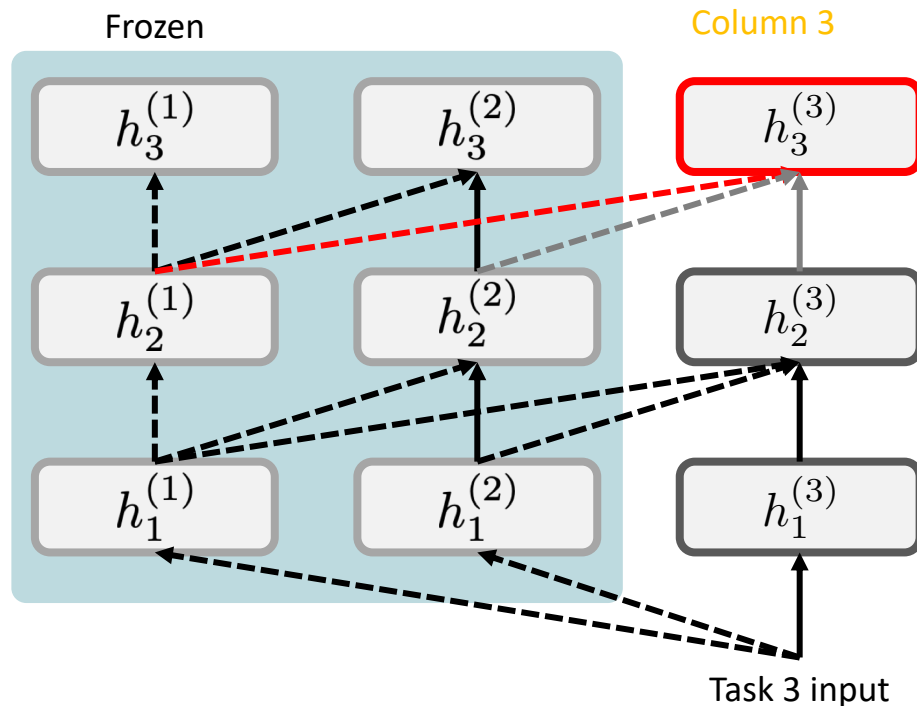 Frozen Column 3
h_3^{(1)} h_3^{(2)} h_3^{(3)}
h_2^{(1)} h_2^{(2)} h_2^{(3)}
h_1^{(1)} h_1^{(2)} h_1^{(3)}
Task 3 input